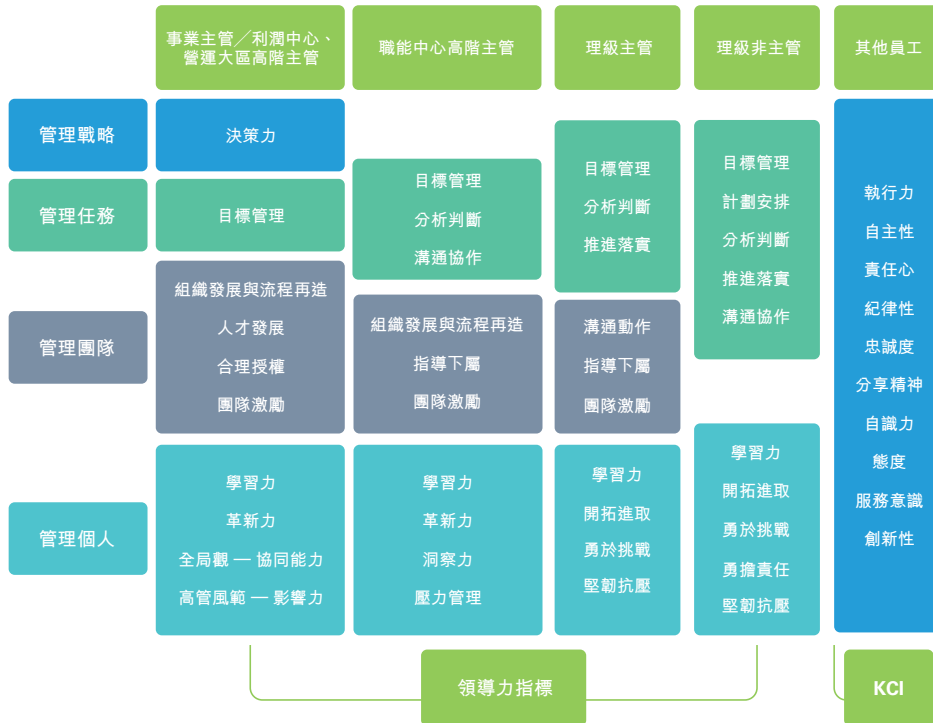 事業主管／利潤中心、
營運大區高階主管
職能中心高階主管
理級主管
理級非主管
其他員工
管理戰略
決策力
管理任務
目標管理
目標管理
分析判斷
溝通協作
目標管理
分析判斷
推進落實
目標管理
計劃安排
分析判斷
推進落實
溝通協作
管理團隊
組織發展與流程再造
人才發展
合理授權
團隊激勵
組織發展與流程再造
指導下屬
團隊激勵
溝通動作
指導下屬
團隊激勵
管理個人
學習力
革新力
全局觀 — 協同能力
高管風範 — 影響力
學習力
革新力
洞察力
壓力管理
學習力
開拓進取
勇於挑戰
堅韌抗壓
學習力
開拓進取
勇於挑戰
勇擔責任
堅韌抗壓
執行力
自主性
責任心
紀律性
忠誠度
分享精神
自識力
態度
服務意識
創新性
領導力指標
KCI